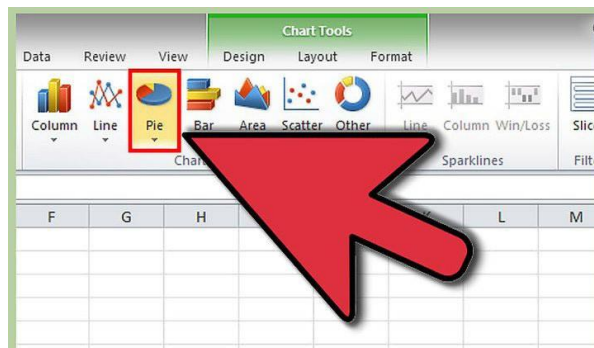 Chart Tools
Data Review View Design Layout Format
Column Line Pie Bar Area Scatter Other Line Column Win/Loss
Sparklines
F G H L M